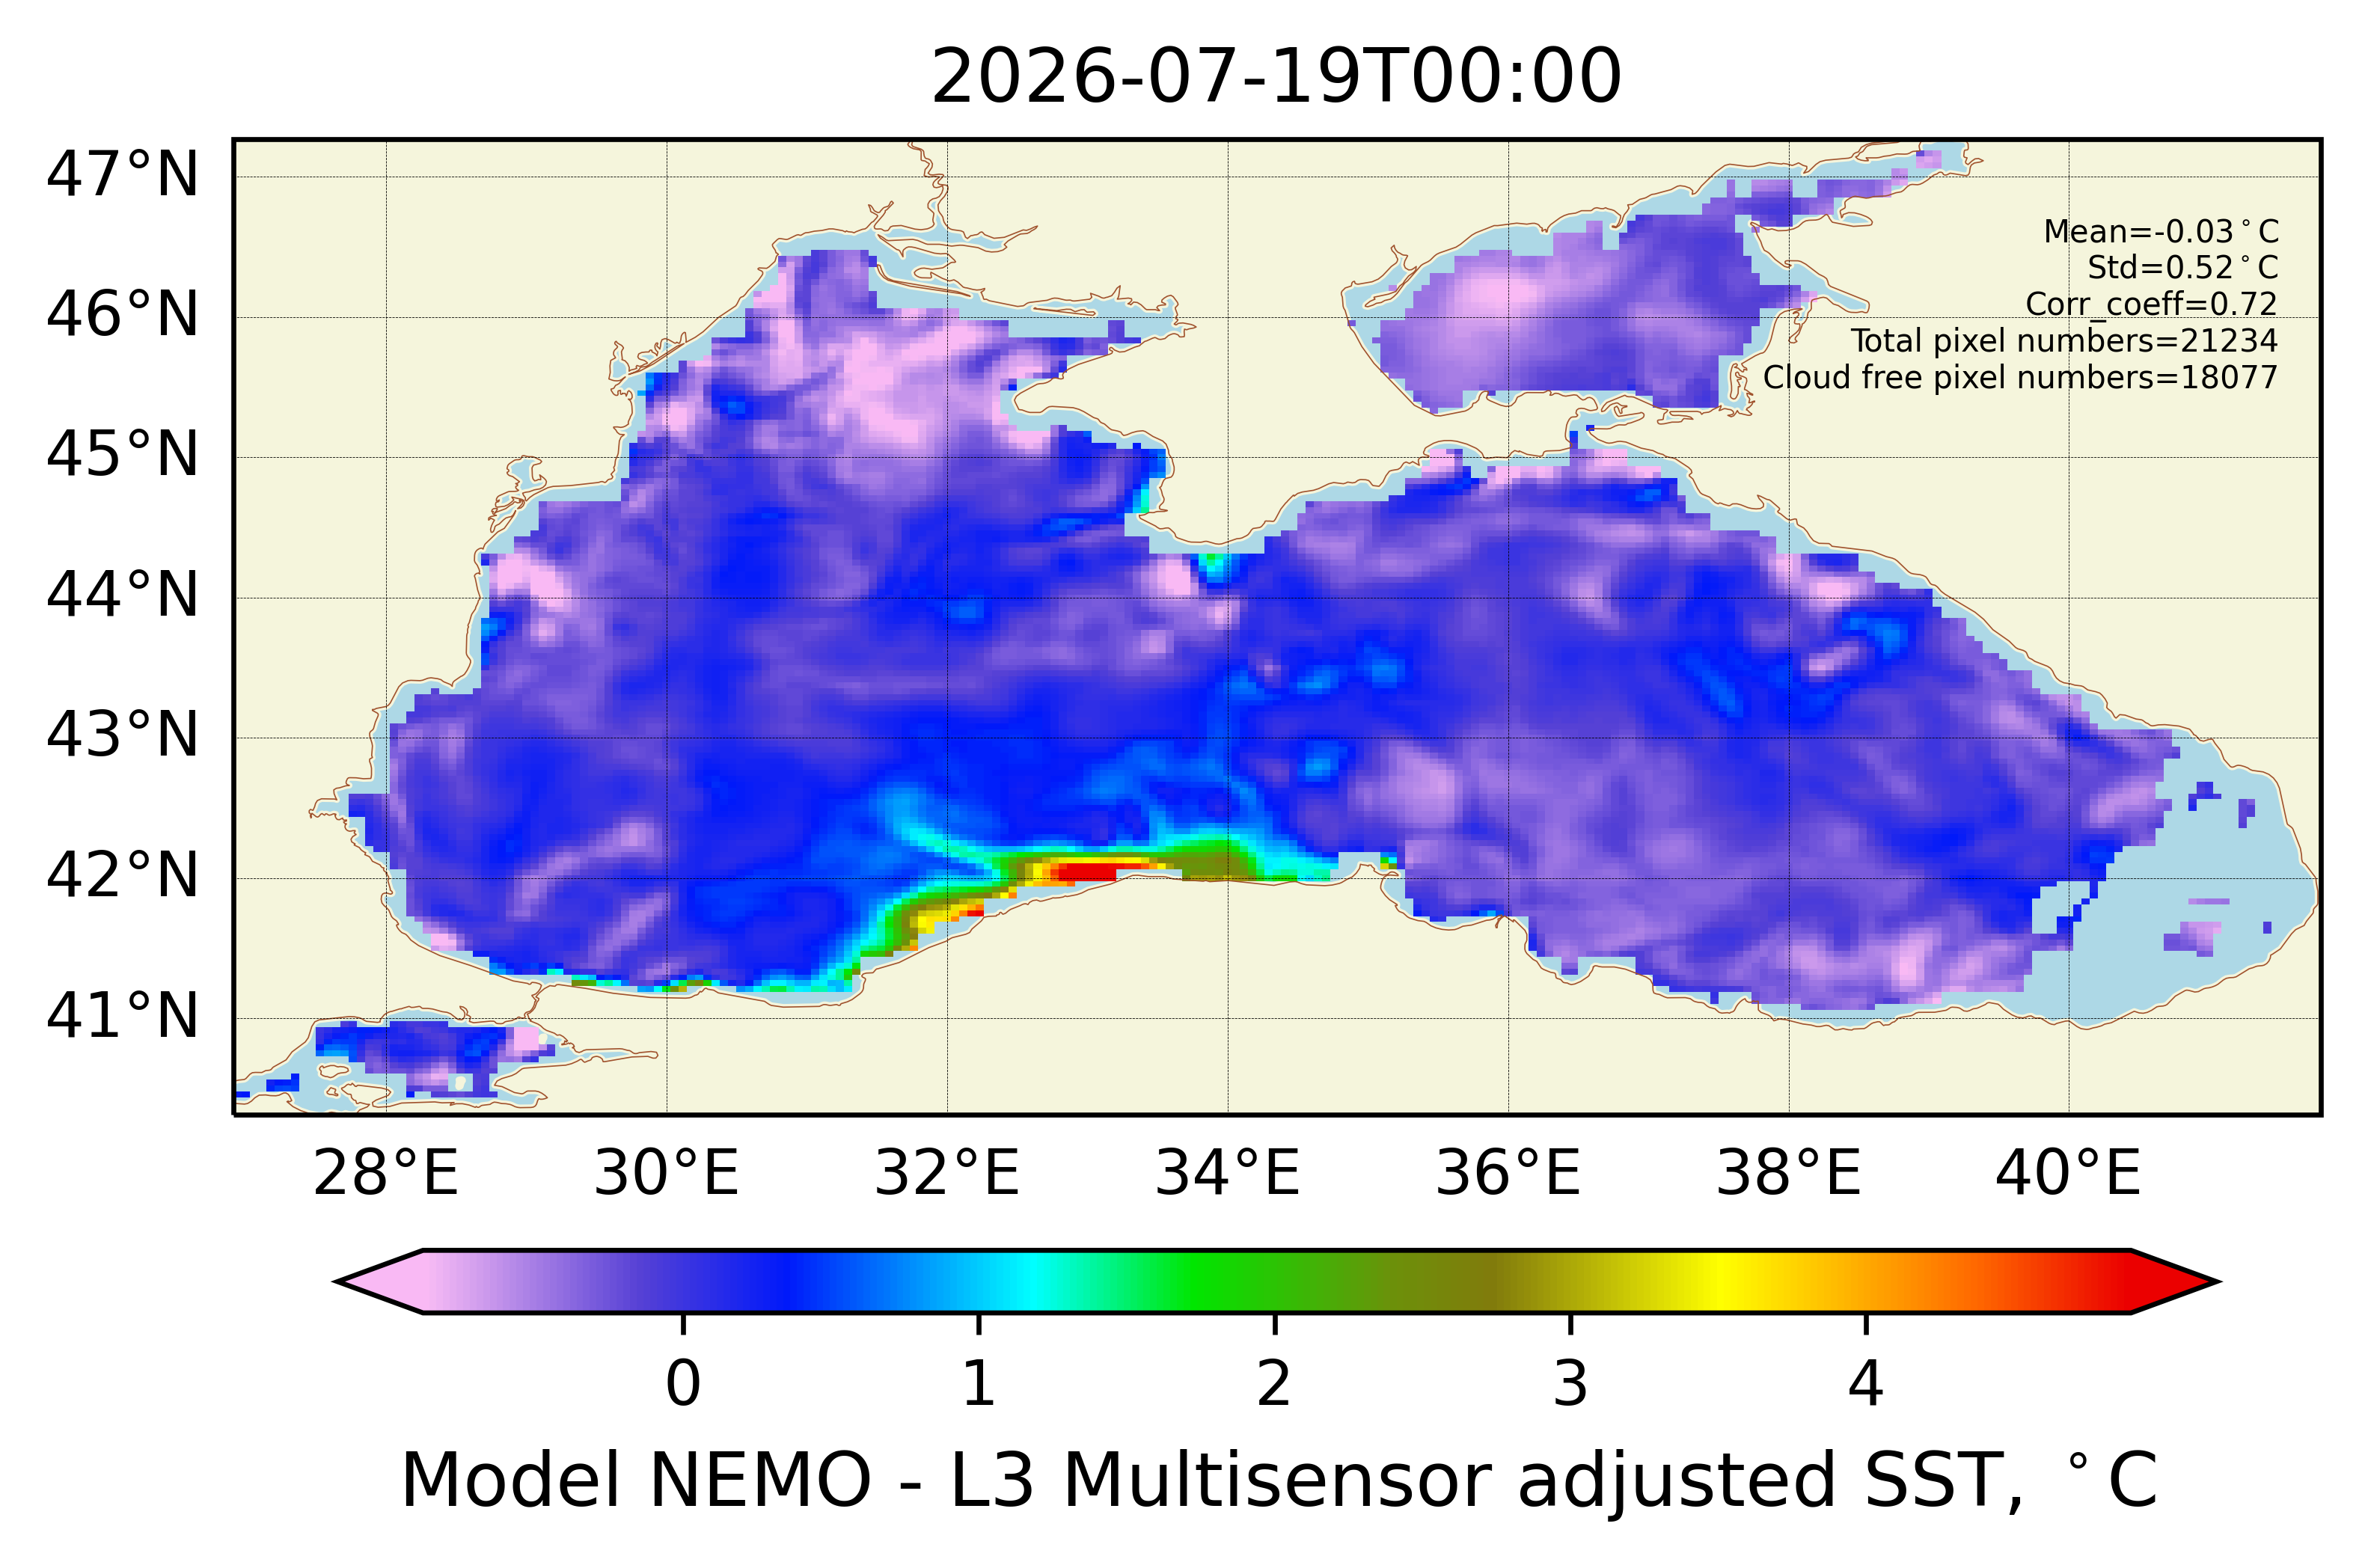 2026-07-19T00:00
47°N
46°N
45°N
44°N
43°N
42°N
41°N
Mean=-0.03°C
Std=0.52°C
Corr_coeff=0.72
Total pixel numbers=21234
Cloud free pixel numbers=18077
28°E 30°E 32°E 34°E 36°E 38°E 40°E
0 1 2 3 4
Model NEMO - L3 Multisensor adjusted SST, °C